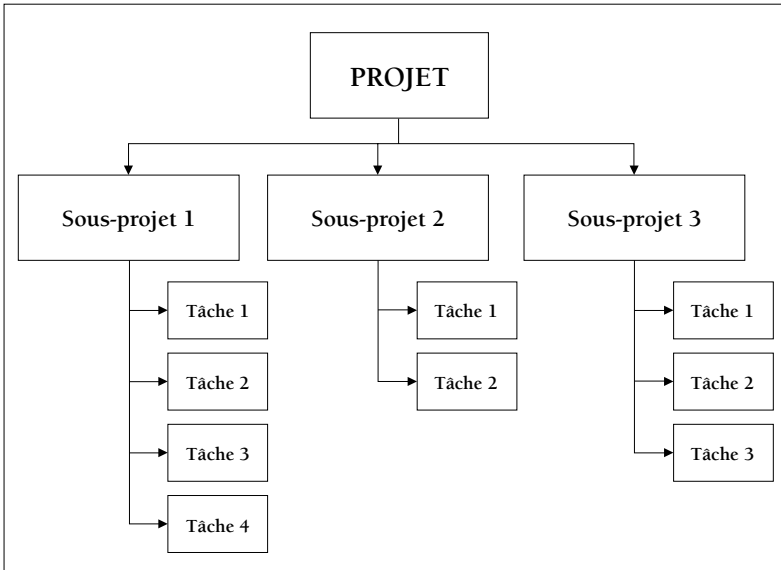 PROJET
Sous-projet 1
Sous-projet 2
Sous-projet 3
Tâche 1
Tâche 2
Tâche 3
Tâche 4
Tâche 1
Tâche 2
Tâche 1
Tâche 2
Tâche 3